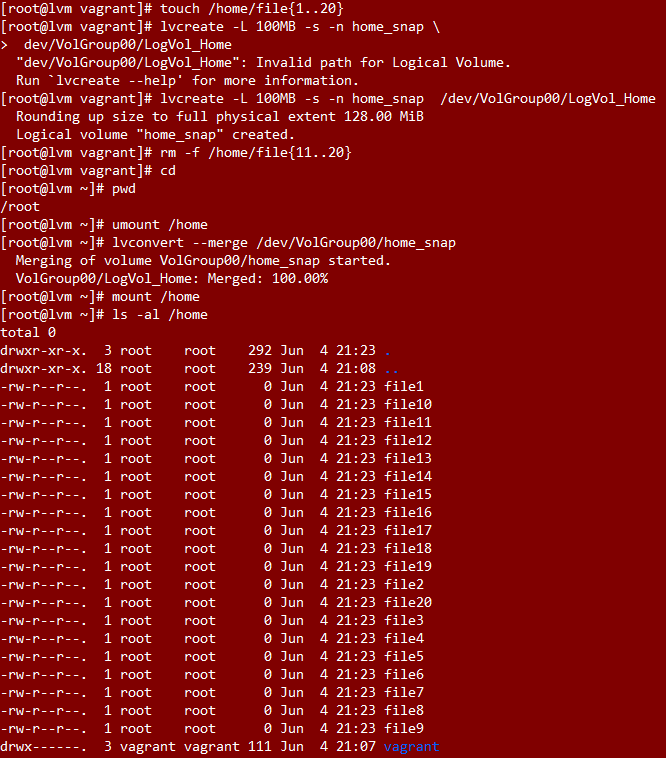 [root@lvm vagrant]# touch /home/file{1..20}
[root@lvm vagrant]# lvcreate -L 100MB -s -n home_snap \
>  dev/VolGroup00/LogVol_Home
  "dev/VolGroup00/LogVol_Home": Invalid path for Logical Volume.
  Run `lvcreate --help' for more information.
[root@lvm vagrant]# lvcreate -L 100MB -s -n home_snap  /dev/VolGroup00/LogVol_Home
  Rounding up size to full physical extent 128.00 MiB
  Logical volume "home_snap" created.
[root@lvm vagrant]# rm -f /home/file{11..20}
[root@lvm vagrant]# cd
[root@lvm ~]# pwd
/root
[root@lvm ~]# umount /home
[root@lvm ~]# lvconvert --merge /dev/VolGroup00/home_snap
  Merging of volume VolGroup00/home_snap started.
  VolGroup00/LogVol_Home: Merged: 100.00%
[root@lvm ~]# mount /home
[root@lvm ~]# ls -al /home
total 0
drwxr-xr-x.  3 root    root    292 Jun  4 21:23 .
drwxr-xr-x. 18 root    root    239 Jun  4 21:08 ..
-rw-r--r--.  1 root    root      0 Jun  4 21:23 file1
-rw-r--r--.  1 root    root      0 Jun  4 21:23 file10
-rw-r--r--.  1 root    root      0 Jun  4 21:23 file11
-rw-r--r--.  1 root    root      0 Jun  4 21:23 file12
-rw-r--r--.  1 root    root      0 Jun  4 21:23 file13
-rw-r--r--.  1 root    root      0 Jun  4 21:23 file14
-rw-r--r--.  1 root    root      0 Jun  4 21:23 file15
-rw-r--r--.  1 root    root      0 Jun  4 21:23 file16
-rw-r--r--.  1 root    root      0 Jun  4 21:23 file17
-rw-r--r--.  1 root    root      0 Jun  4 21:23 file18
-rw-r--r--.  1 root    root      0 Jun  4 21:23 file19
-rw-r--r--.  1 root    root      0 Jun  4 21:23 file2
-rw-r--r--.  1 root    root      0 Jun  4 21:23 file20
-rw-r--r--.  1 root    root      0 Jun  4 21:23 file3
-rw-r--r--.  1 root    root      0 Jun  4 21:23 file4
-rw-r--r--.  1 root    root      0 Jun  4 21:23 file5
-rw-r--r--.  1 root    root      0 Jun  4 21:23 file6
-rw-r--r--.  1 root    root      0 Jun  4 21:23 file7
-rw-r--r--.  1 root    root      0 Jun  4 21:23 file8
-rw-r--r--.  1 root    root      0 Jun  4 21:23 file9
drwx------.  3 vagrant vagrant 111 Jun  4 21:07 vagrant